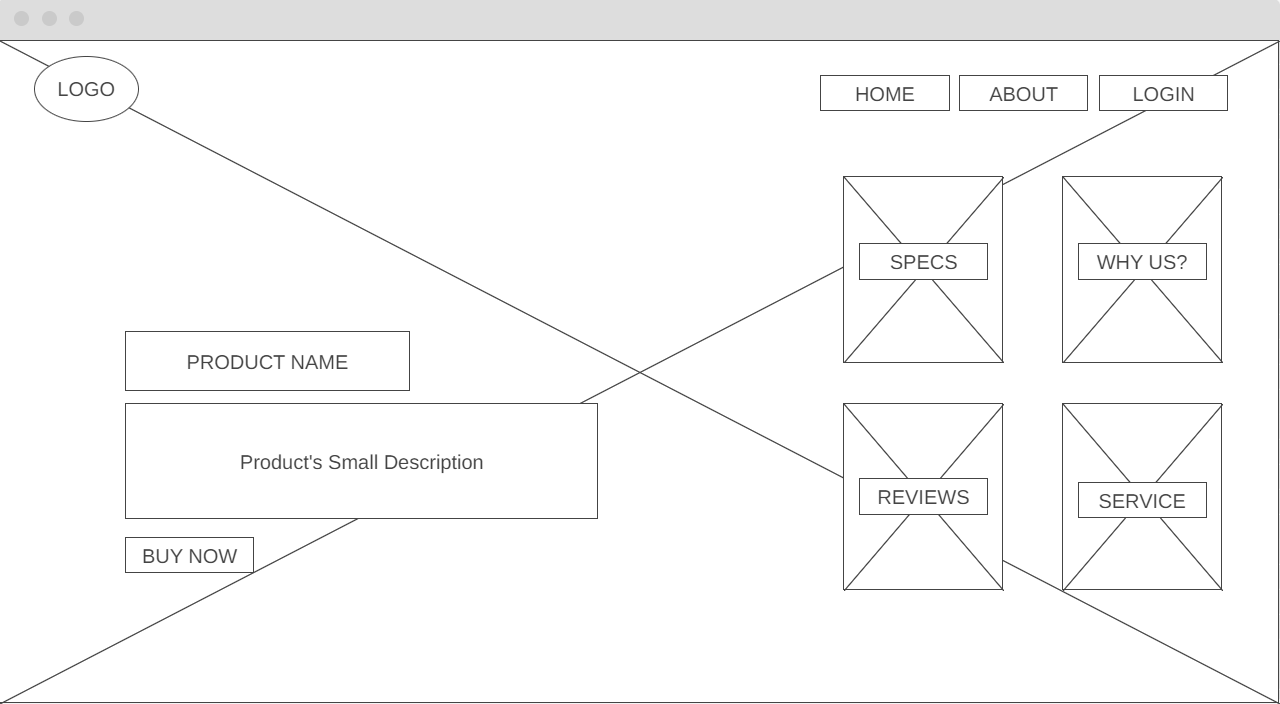 LOGO
HOME
ABOUT
LOGIN
SPECS
WHY US?
PRODUCT NAME
Product's Small Description
BUY NOW
REVIEWS
SERVICE